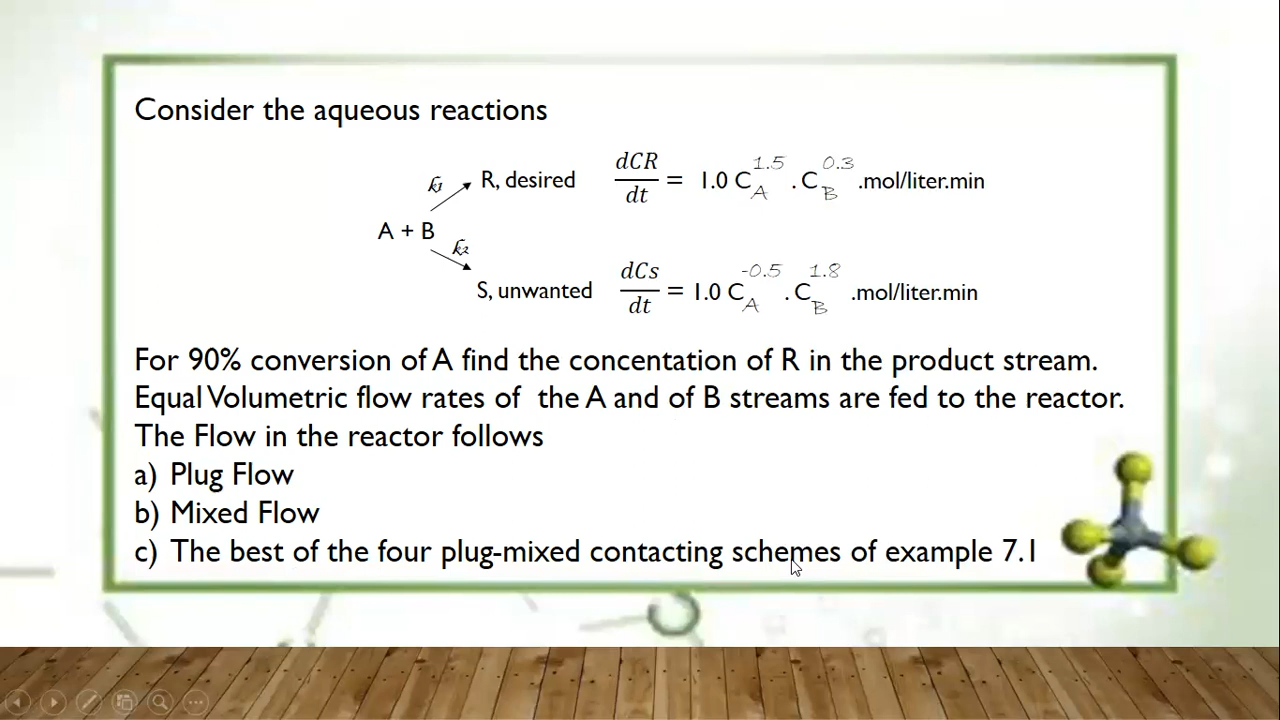 Consider the aqueous reactions
k1
R, desired
dCR/dt = 1.0 C_A^1.5 . C_B^0.3 .mol/liter.min
A + B
k2
S, unwanted
dCs/dt = 1.0 C_A^-0.5 . C_B^1.8 .mol/liter.min
For 90% conversion of A find the concentation of R in the product stream.
Equal Volumetric flow rates of the A and of B streams are fed to the reactor.
The Flow in the reactor follows
a) Plug Flow
b) Mixed Flow
c) The best of the four plug-mixed contacting schemes of example 7.1